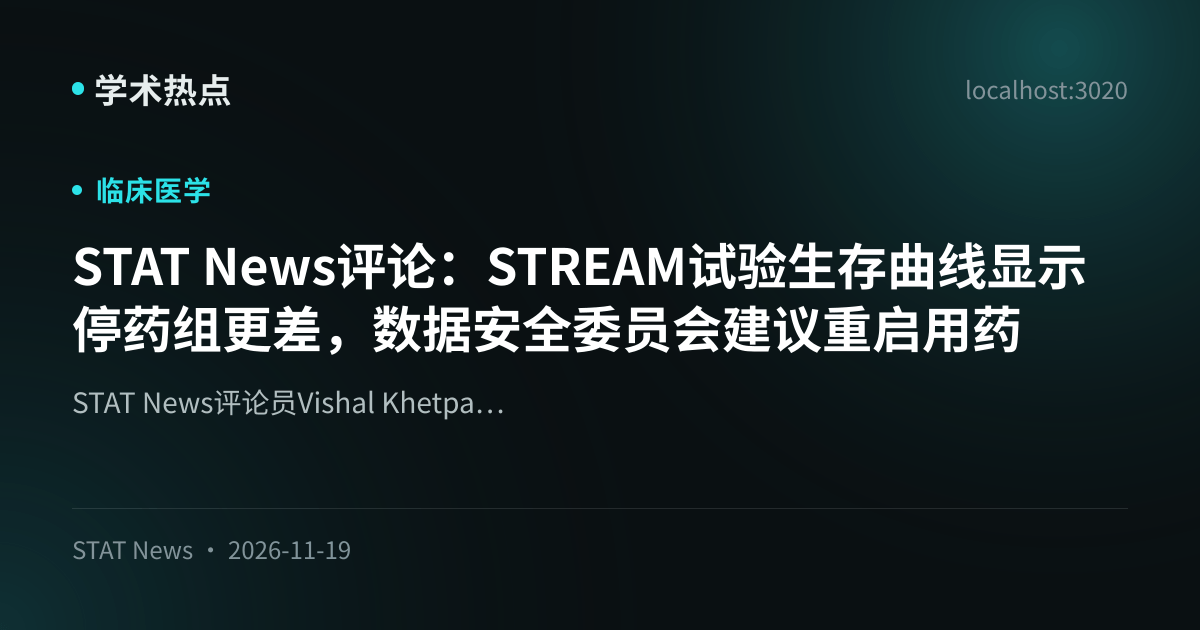 学术热点
localhost:3020
临床医学
STAT News评论：STREAM试验生存曲线显示
停药组更差，数据安全委员会建议重启用药
STAT News评论员Vishal Khetpa…
STAT News · 2026-11-19